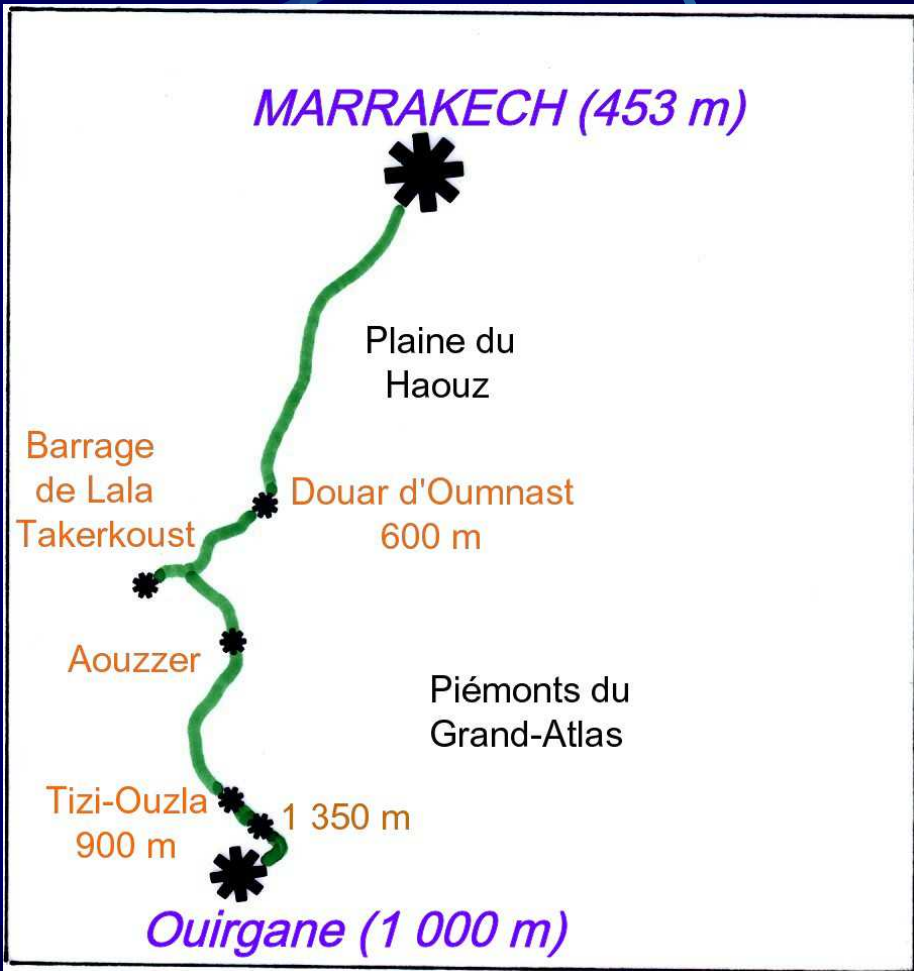 MARRAKECH (453 m)
Plaine du
Haouz
Barrage
de Lala
Takerkoust
Douar d'Oumnast
600 m
Aouzzer
Piémonts du
Grand-Atlas
Tizi-Ouzla
900 m
1 350 m
Ouirgane (1 000 m)